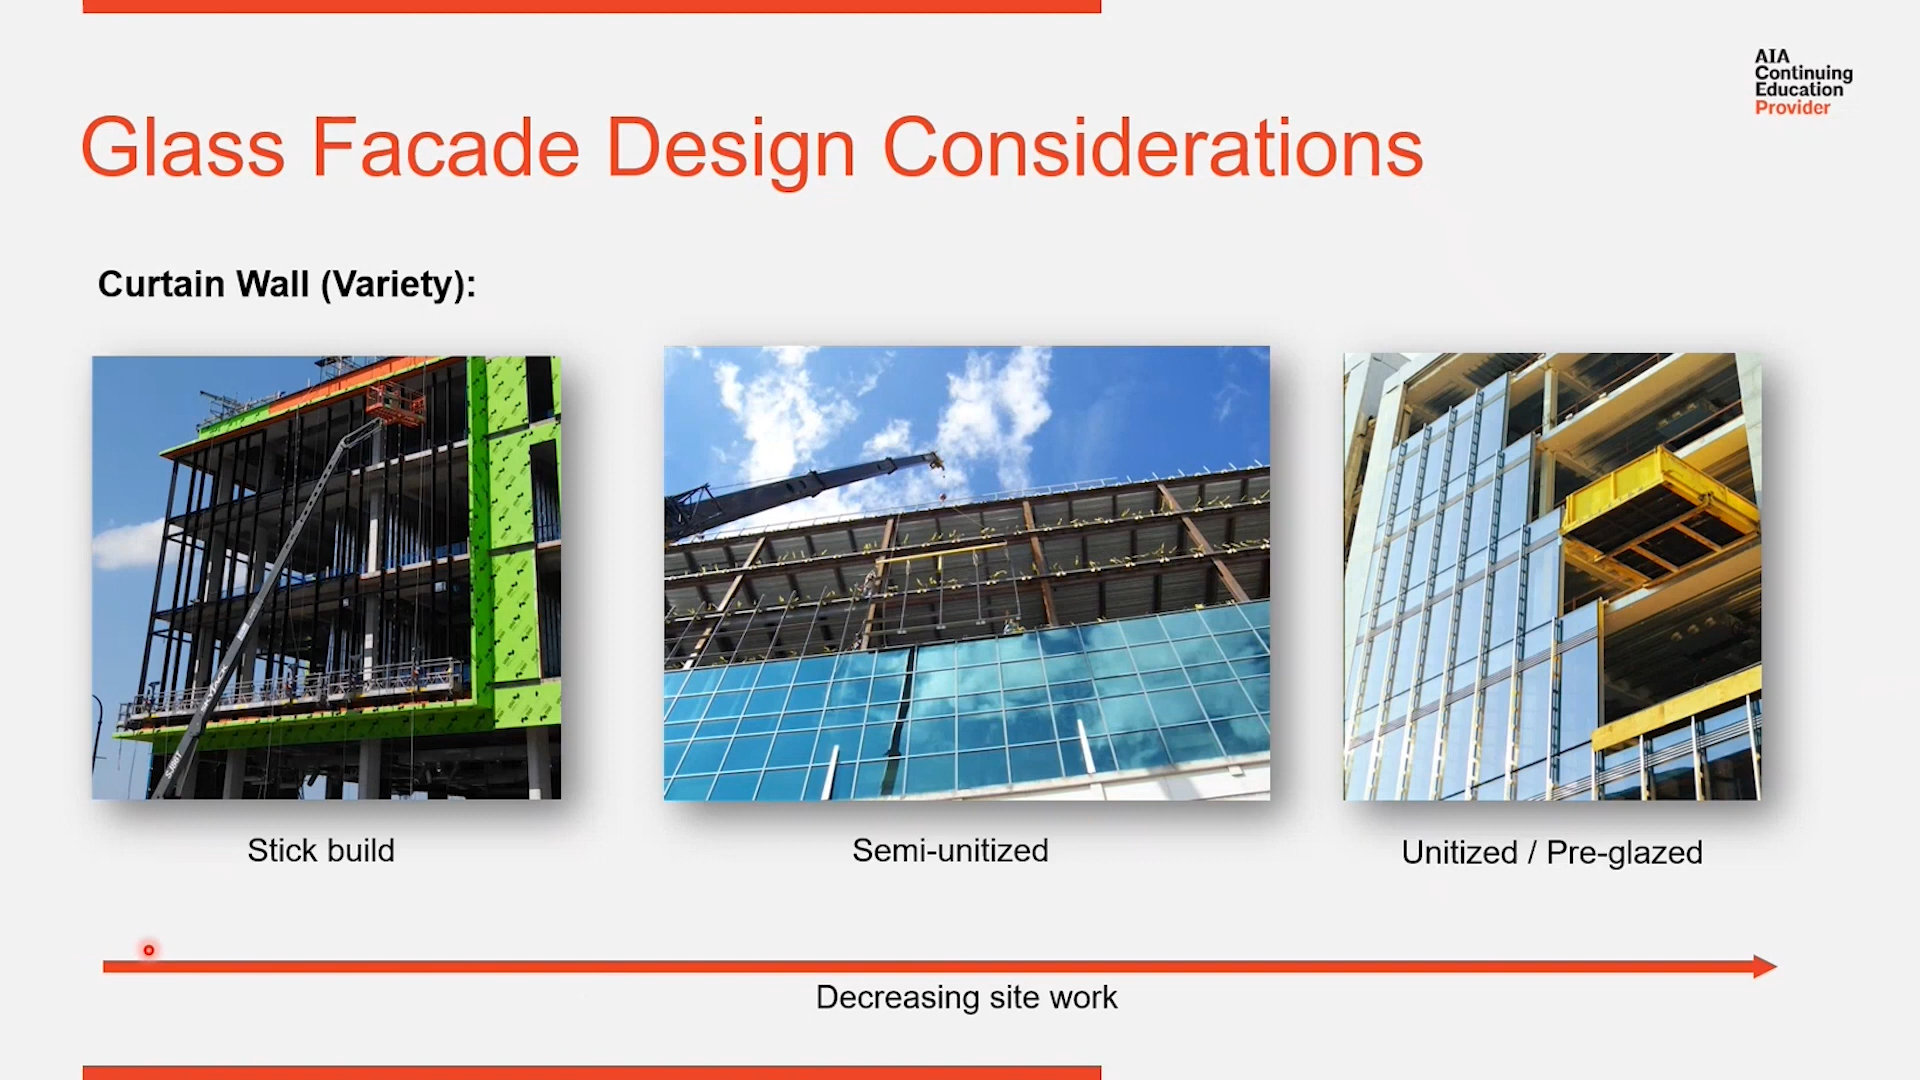 AIA
Continuing
Education
Provider
Glass Facade Design Considerations
Curtain Wall (Variety):
Stick build
Semi-unitized
Unitized / Pre-glazed
Decreasing site work